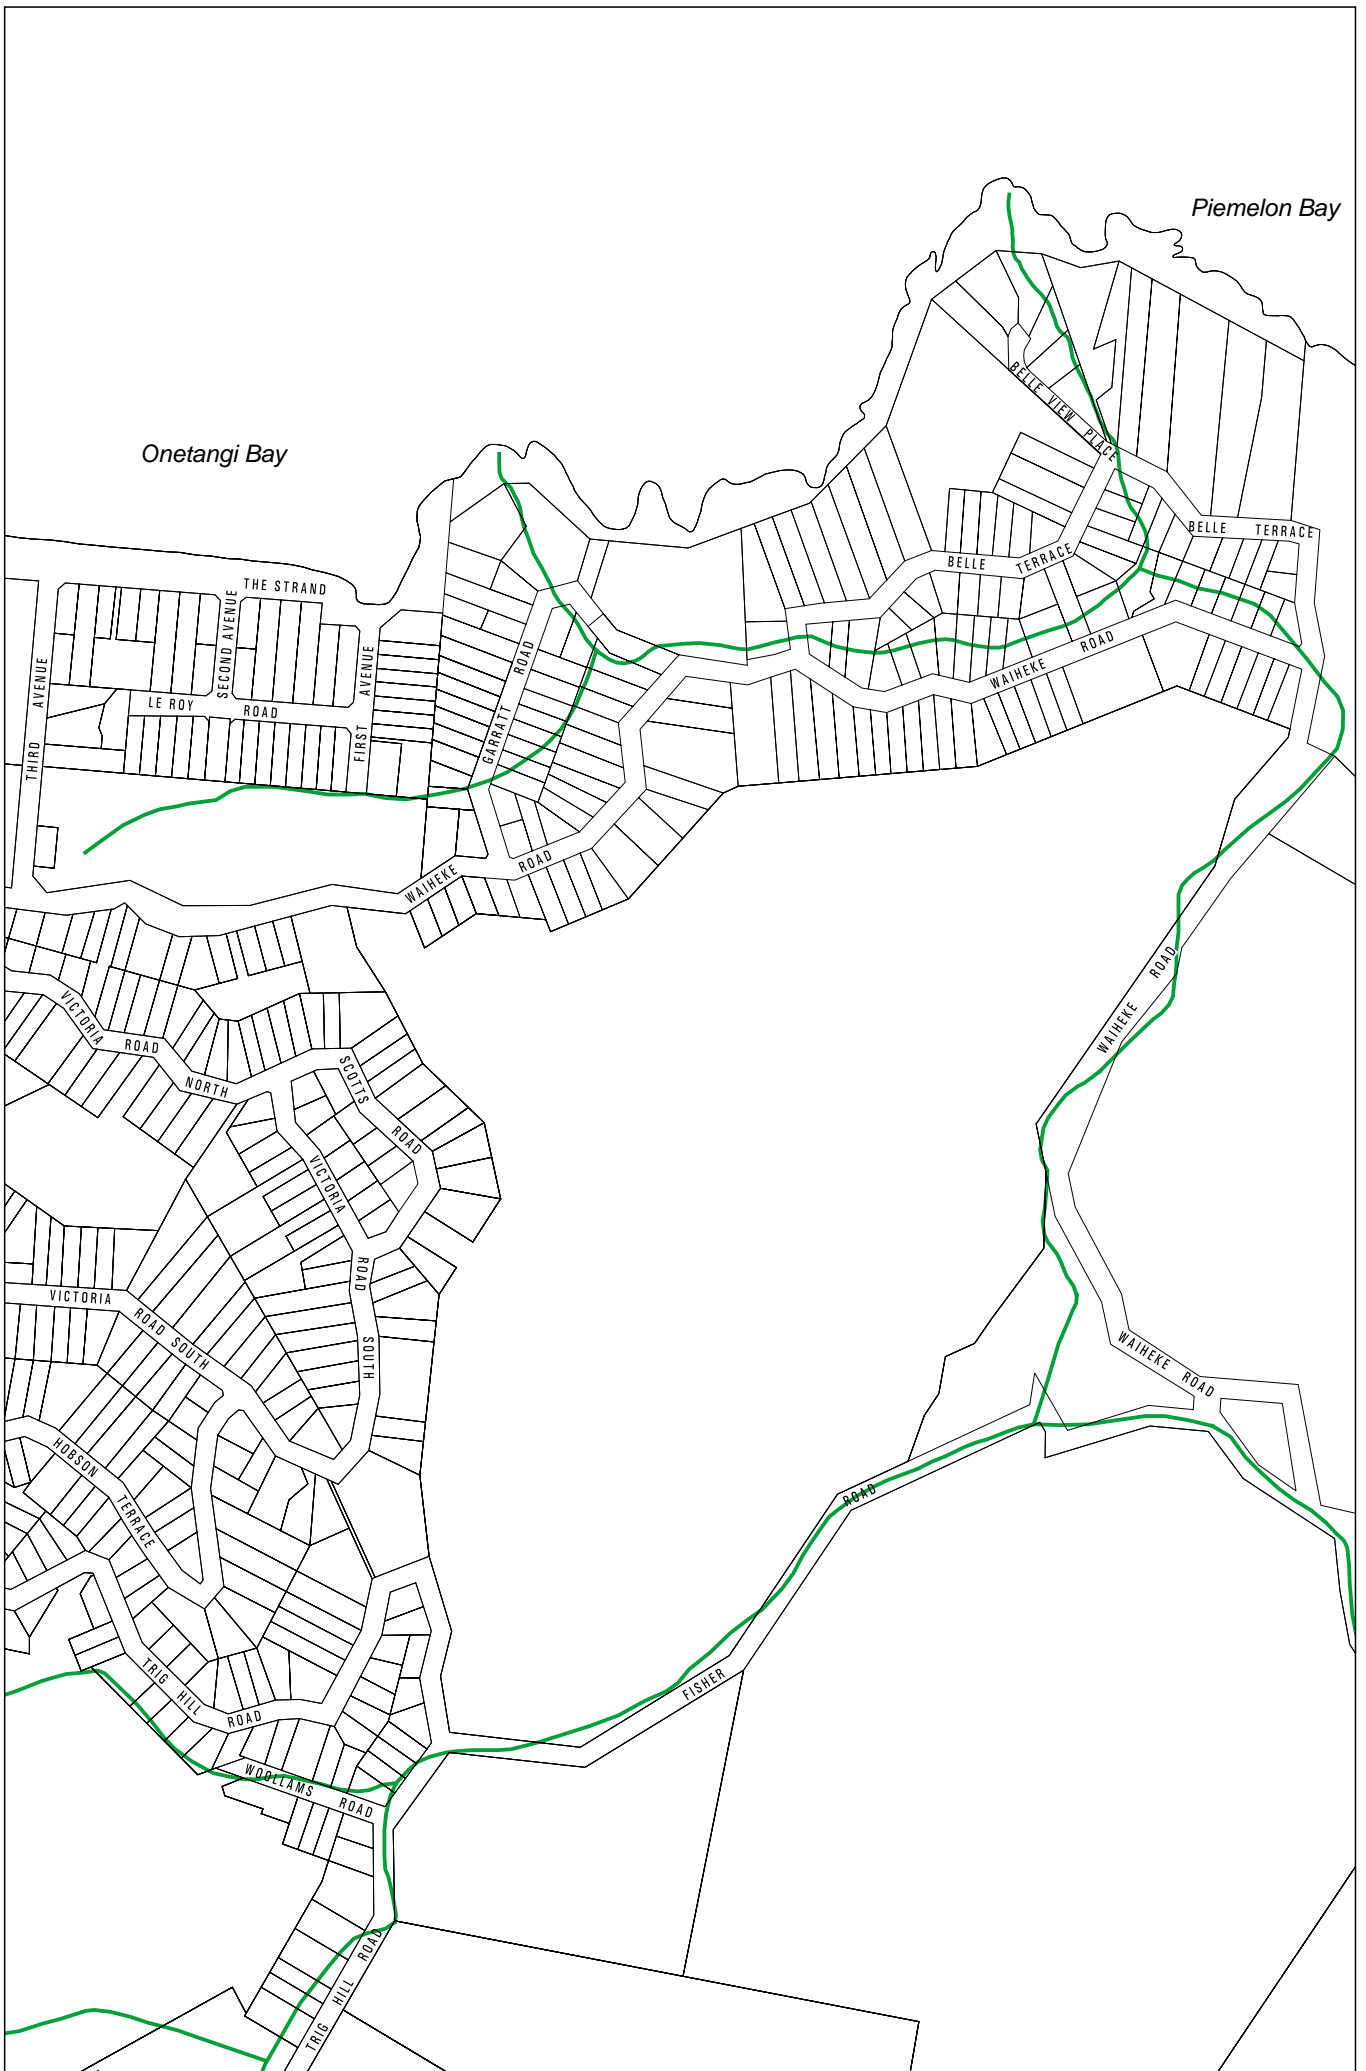 Piemelon Bay
BELLE VIEW PLACE
Onetangi Bay
BELLE TERRACE
BELLE TERRACE
THE STRAND
SECOND AVENUE
WAIHEKE ROAD
GARRATT ROAD
FIRST AVENUE
THIRD AVENUE
LE ROY ROAD
WAIHEKE ROAD
WAIHEKE ROAD
VICTORIA ROAD NORTH
SCOTTS ROAD
VICTORIA ROAD SOUTH
VICTORIA ROAD SOUTH
WAIHEKE ROAD
HOBSON TERRACE
FISHER ROAD
TRIG HILL ROAD
WOOLLAMS ROAD
TRIG HILL ROAD